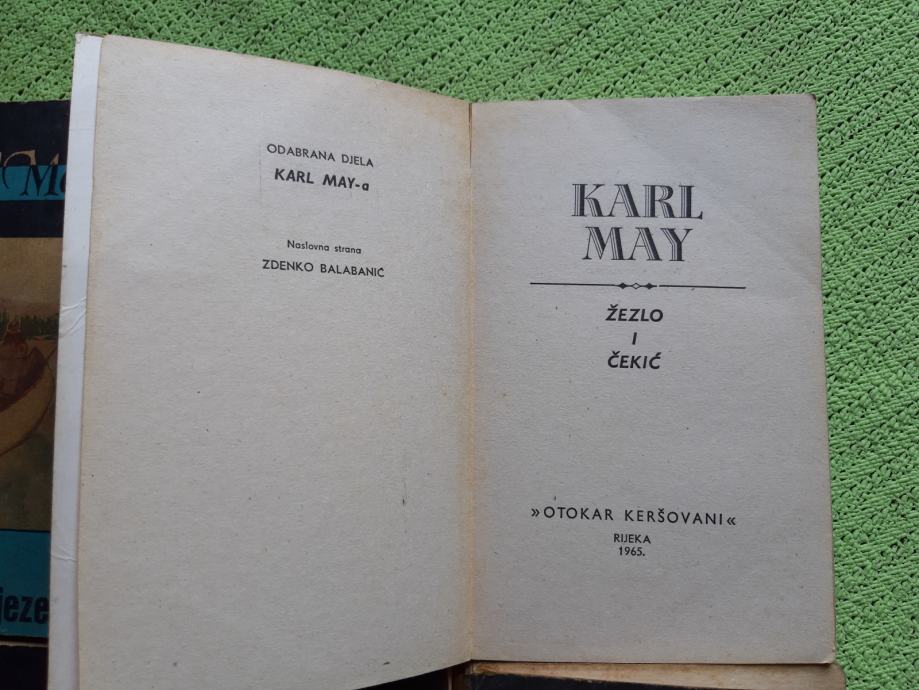 ODABRANA DJELA
KARL MAY-a
Naslovna strana
ZDENKO BALABANIĆ
KARL
MAY
ŽEZLO
I
ČEKIĆ
»OTOKAR KERŠOVANI«
RIJEKA
1965.